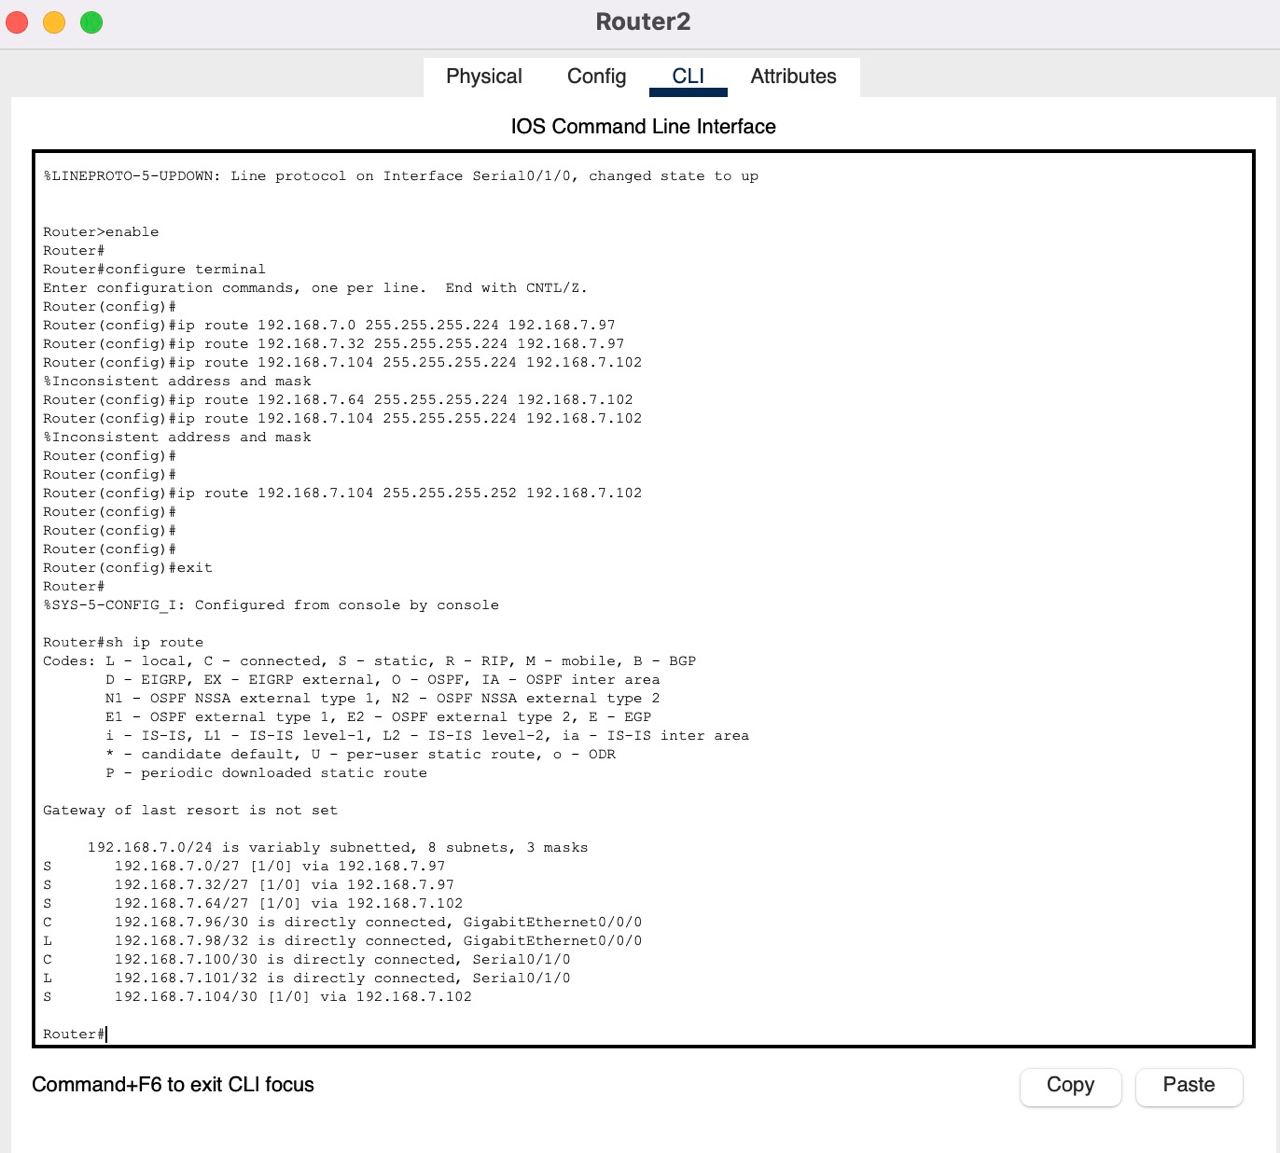 Router2
Physical Config CLI Attributes
IOS Command Line Interface
%LINEPROTO-5-UPDOWN: Line protocol on Interface Serial0/1/0, changed state to up
Router>enable
Router#
Router#configure terminal
Enter configuration commands, one per line.  End with CNTL/Z.
Router(config)#
Router(config)#ip route 192.168.7.0 255.255.255.224 192.168.7.97
Router(config)#ip route 192.168.7.32 255.255.255.224 192.168.7.97
Router(config)#ip route 192.168.7.104 255.255.255.224 192.168.7.102
%Inconsistent address and mask
Router(config)#ip route 192.168.7.64 255.255.255.224 192.168.7.102
Router(config)#ip route 192.168.7.104 255.255.255.224 192.168.7.102
%Inconsistent address and mask
Router(config)#
Router(config)#
Router(config)#ip route 192.168.7.104 255.255.255.252 192.168.7.102
Router(config)#
Router(config)#
Router(config)#
Router(config)#exit
Router#
%SYS-5-CONFIG_I: Configured from console by console
Router#sh ip route
Codes: L - local, C - connected, S - static, R - RIP, M - mobile, B - BGP
D - EIGRP, EX - EIGRP external, O - OSPF, IA - OSPF inter area
N1 - OSPF NSSA external type 1, N2 - OSPF NSSA external type 2
E1 - OSPF external type 1, E2 - OSPF external type 2, E - EGP
i - IS-IS, L1 - IS-IS level-1, L2 - IS-IS level-2, ia - IS-IS inter area
* - candidate default, U - per-user static route, o - ODR
P - periodic downloaded static route
Gateway of last resort is not set
192.168.7.0/24 is variably subnetted, 8 subnets, 3 masks
S 192.168.7.0/27 [1/0] via 192.168.7.97
S 192.168.7.32/27 [1/0] via 192.168.7.97
S 192.168.7.64/27 [1/0] via 192.168.7.102
C 192.168.7.96/30 is directly connected, GigabitEthernet0/0/0
L 192.168.7.98/32 is directly connected, GigabitEthernet0/0/0
C 192.168.7.100/30 is directly connected, Serial0/1/0
L 192.168.7.101/32 is directly connected, Serial0/1/0
S 192.168.7.104/30 [1/0] via 192.168.7.102
Router#
Command+F6 to exit CLI focus
Copy Paste